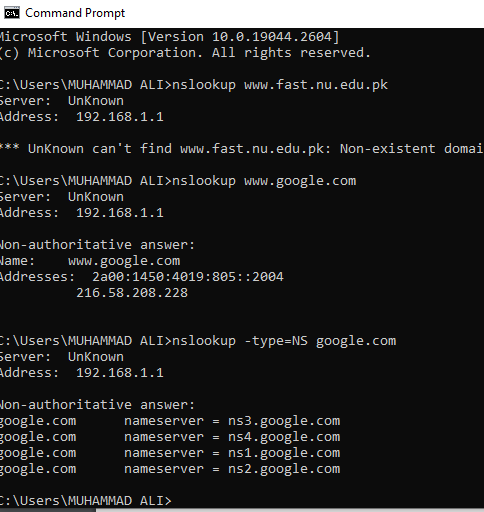 Command Prompt
Microsoft Windows [Version 10.0.19044.2604]
(c) Microsoft Corporation. All rights reserved.
C:\Users\MUHAMMAD ALI>nslookup www.fast.nu.edu.pk
Server:  UnKnown
Address:  192.168.1.1
*** UnKnown can't find www.fast.nu.edu.pk: Non-existent domai
C:\Users\MUHAMMAD ALI>nslookup www.google.com
Server:  UnKnown
Address:  192.168.1.1
Non-authoritative answer:
Name:    www.google.com
Addresses:  2a00:1450:4019:805::2004
216.58.208.228
C:\Users\MUHAMMAD ALI>nslookup -type=NS google.com
Server:  UnKnown
Address:  192.168.1.1
Non-authoritative answer:
google.com      nameserver = ns3.google.com
google.com      nameserver = ns4.google.com
google.com      nameserver = ns1.google.com
google.com      nameserver = ns2.google.com
C:\Users\MUHAMMAD ALI>